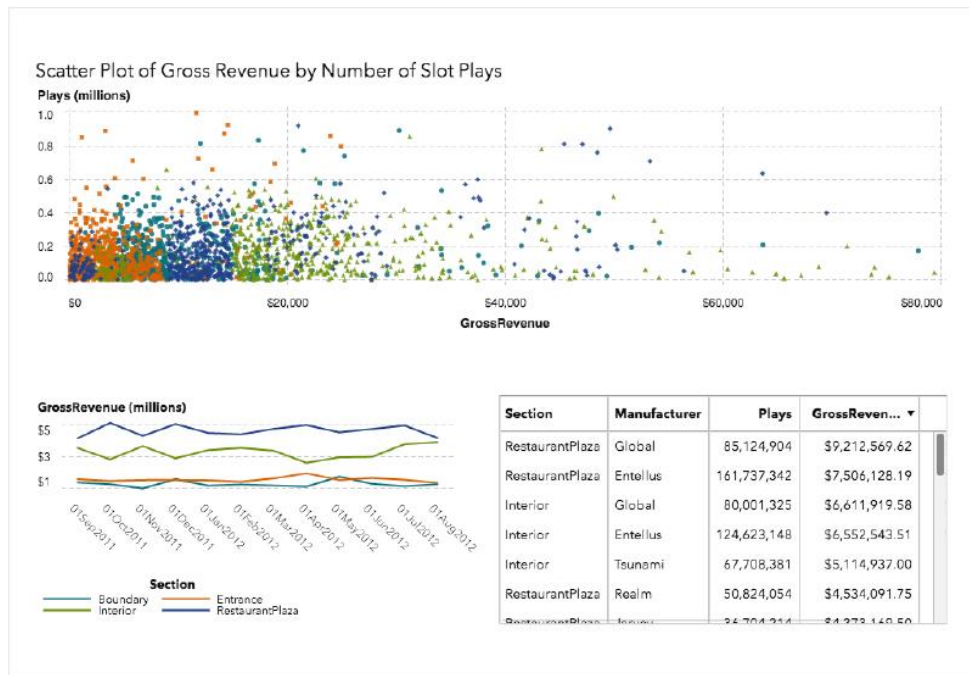 Scatter Plot of Gross Revenue by Number of Slot Plays
Plays (millions)
1.0
0.8
0.6
0.4
0.2
0.0
$0 $20,000 $40,000 $60,000 $80,000
GrossRevenue
GrossRevenue (millions)
$5
$3
$1
01Sep2011 01Oct2011 01Nov2011 01Dec2011 01Jan2012 01Feb2012 01Mar2012 01Apr2012 01May2012 01Jun2012 01Jul2012 01Aug2012
Section
Boundary Entrance
Interior RestaurantPlaza
Section Manufacturer Plays GrossReven... ▼
RestaurantPlaza Global 85,124,904 $9,212,569.62
RestaurantPlaza Entellus 161,737,342 $7,506,128.19
Interior Global 80,001,325 $6,611,919.58
Interior Entellus 124,623,148 $6,552,543.51
Interior Tsunami 67,708,381 $5,114,937.00
RestaurantPlaza Realm 50,824,054 $4,534,091.75
RestaurantPlaza